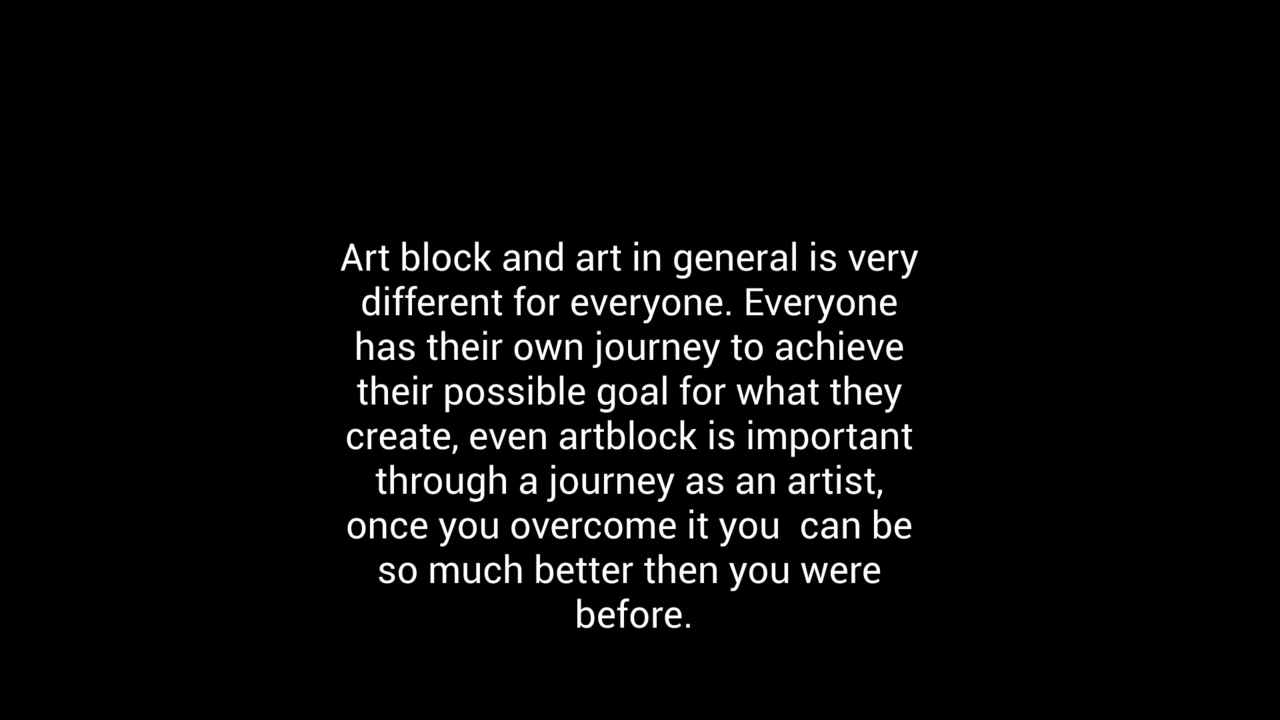 Art block and art in general is very
different for everyone. Everyone
has their own journey to achieve
their possible goal for what they
create, even artblock is important
through a journey as an artist,
once you overcome it you  can be
so much better then you were
before.